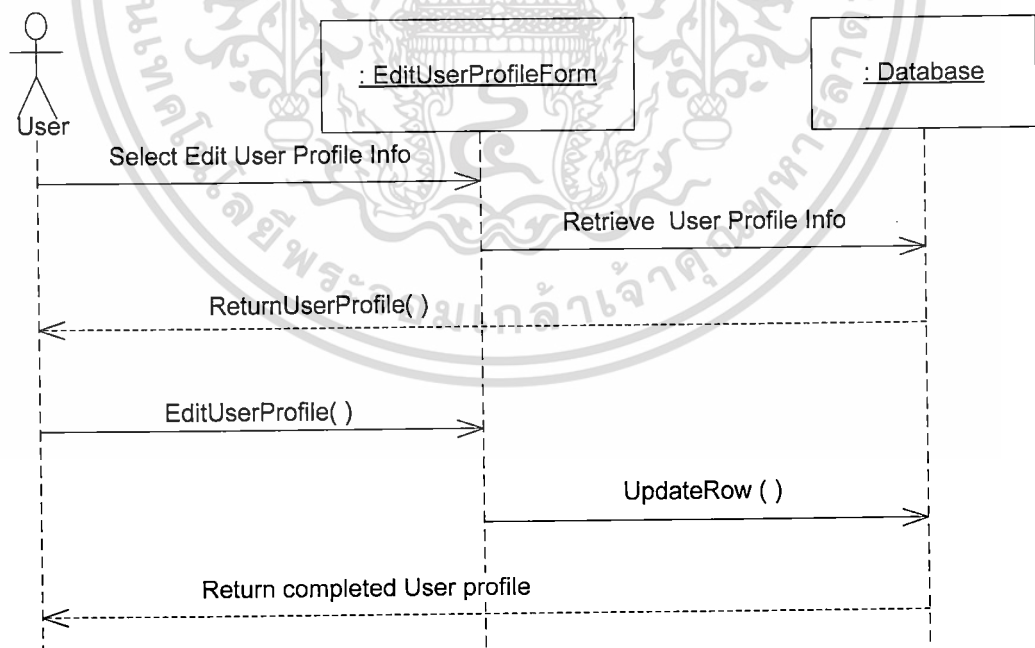 : EditUserProfileForm
: Database
User
Select Edit User Profile Info
Retrieve User Profile Info
ReturnUserProfile( )
EditUserProfile( )
UpdateRow ( )
Return completed User profile